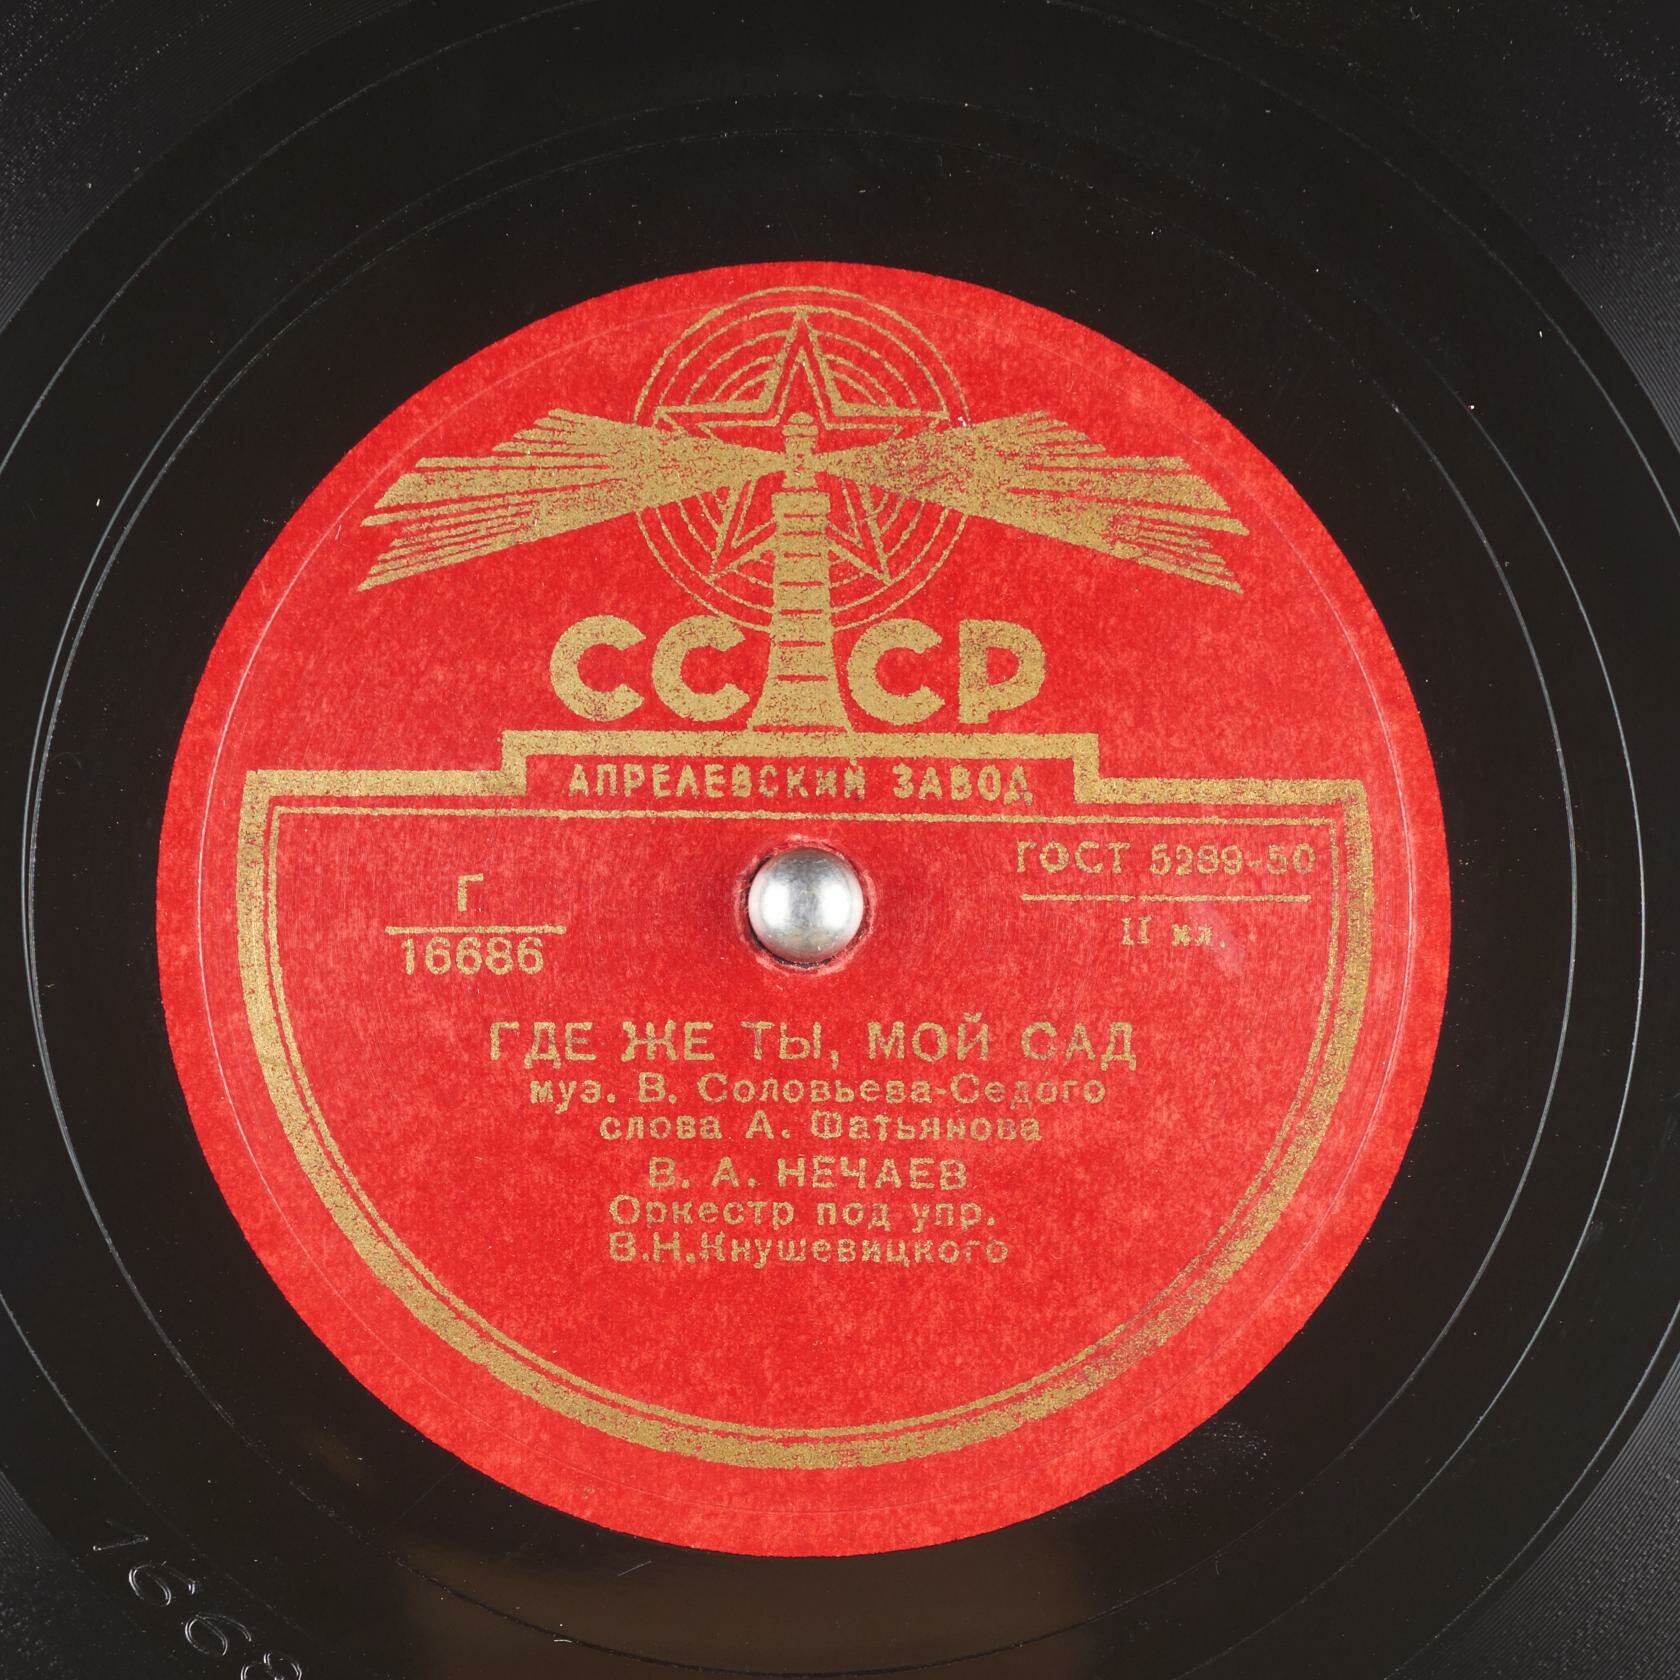 СССР
АПРЕЛЕВСКИЙ ЗАВОД
ГОСТ 5289-50
II кл.
Г
16686
ГДЕ ЖЕ ТЫ, МОЙ САД
муз. В. Соловьева-Седого
слова А. Фатьянова
В. А. НЕЧАЕВ
Оркестр под упр.
В.Н.Кнушевицкого
1668